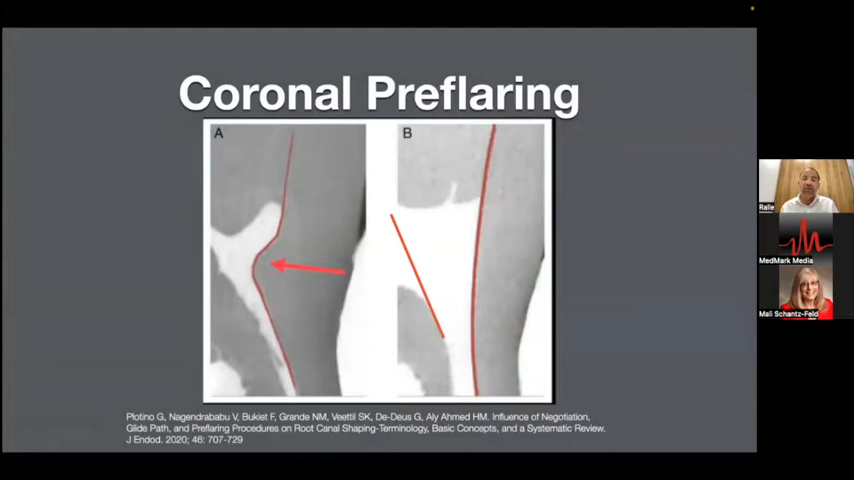 Coronal Preflaring
A
B
Plotino G, Nagendrababu V, Bukiet F, Grande NM, Veettil SK, De-Deus G, Aly Ahmed HM. Influence of Negotiation,
Glide Path, and Preflaring Procedures on Root Canal Shaping-Terminology, Basic Concepts, and a Systematic Review.
J Endod. 2020; 46: 707-729
Ralle
MedMark Media
Mali Schantz-Feld